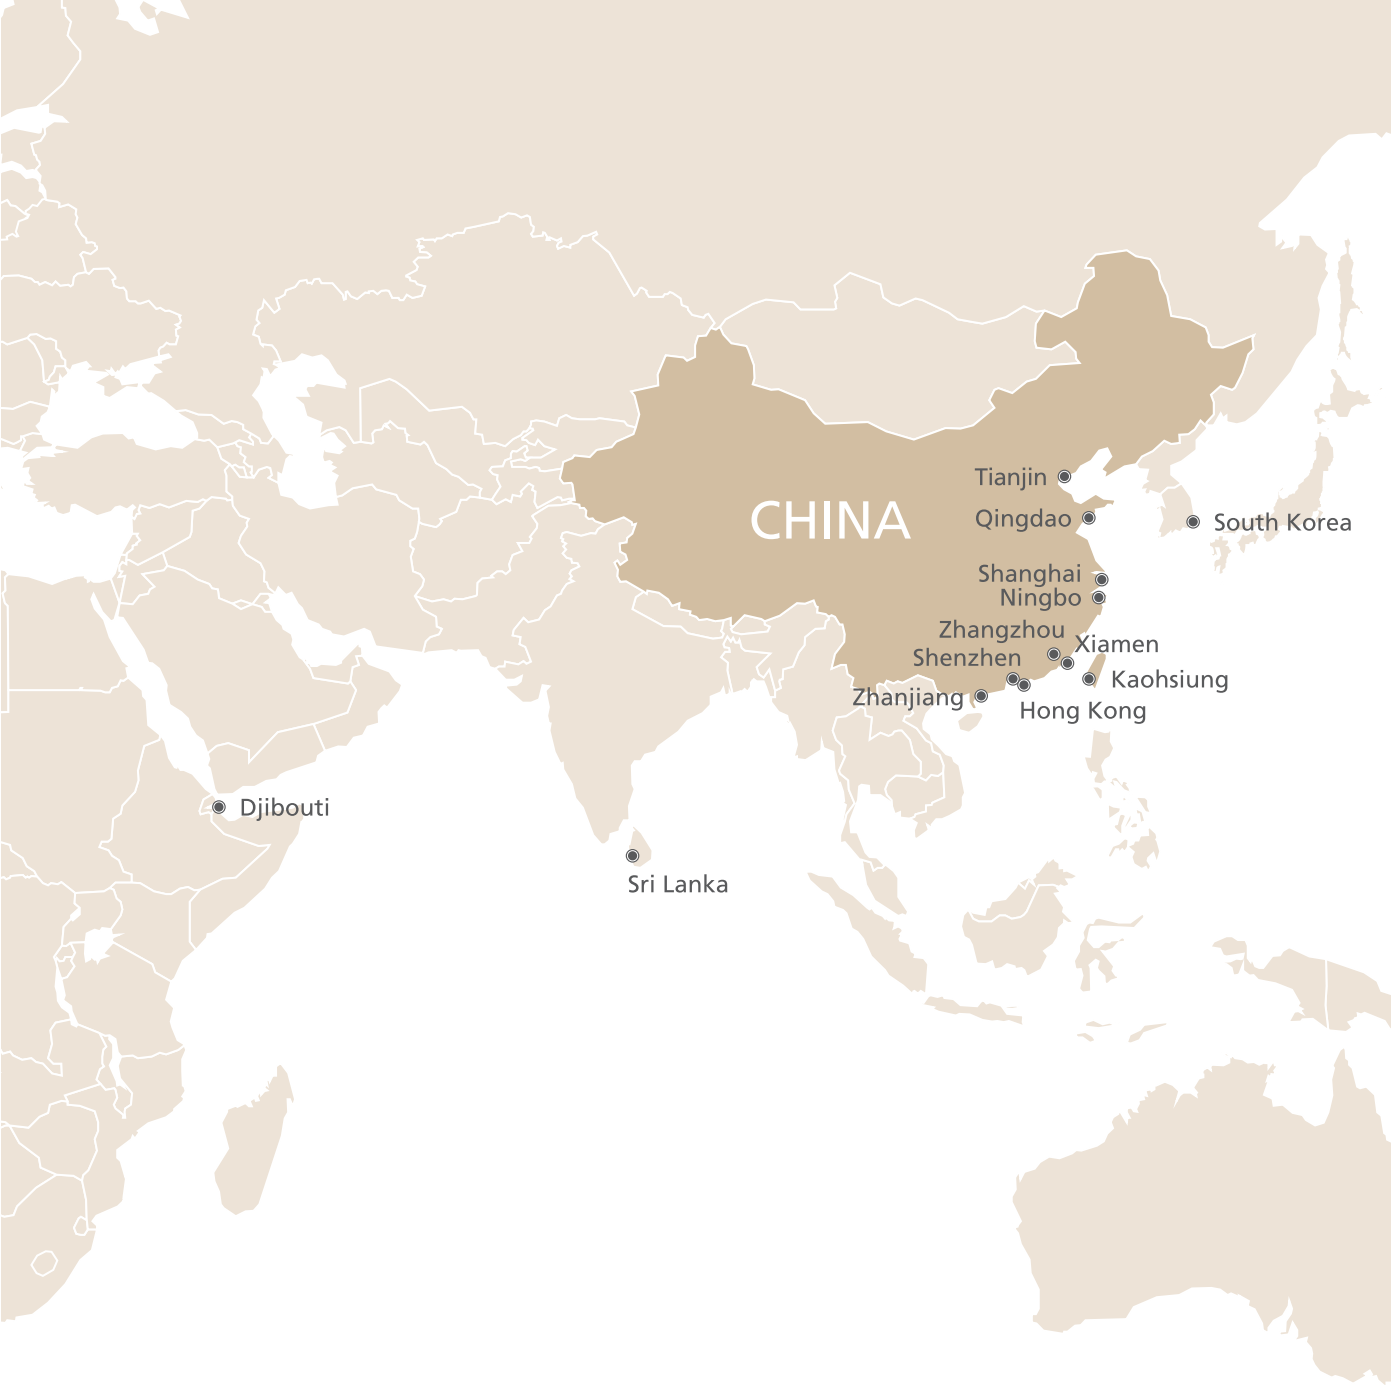 Tianjin
CHINA
Qingdao
South Korea
Shanghai
Ningbo
Zhangzhou
Xiamen
Shenzhen
Kaohsiung
Zhanjiang
Hong Kong
Djibouti
Sri Lanka